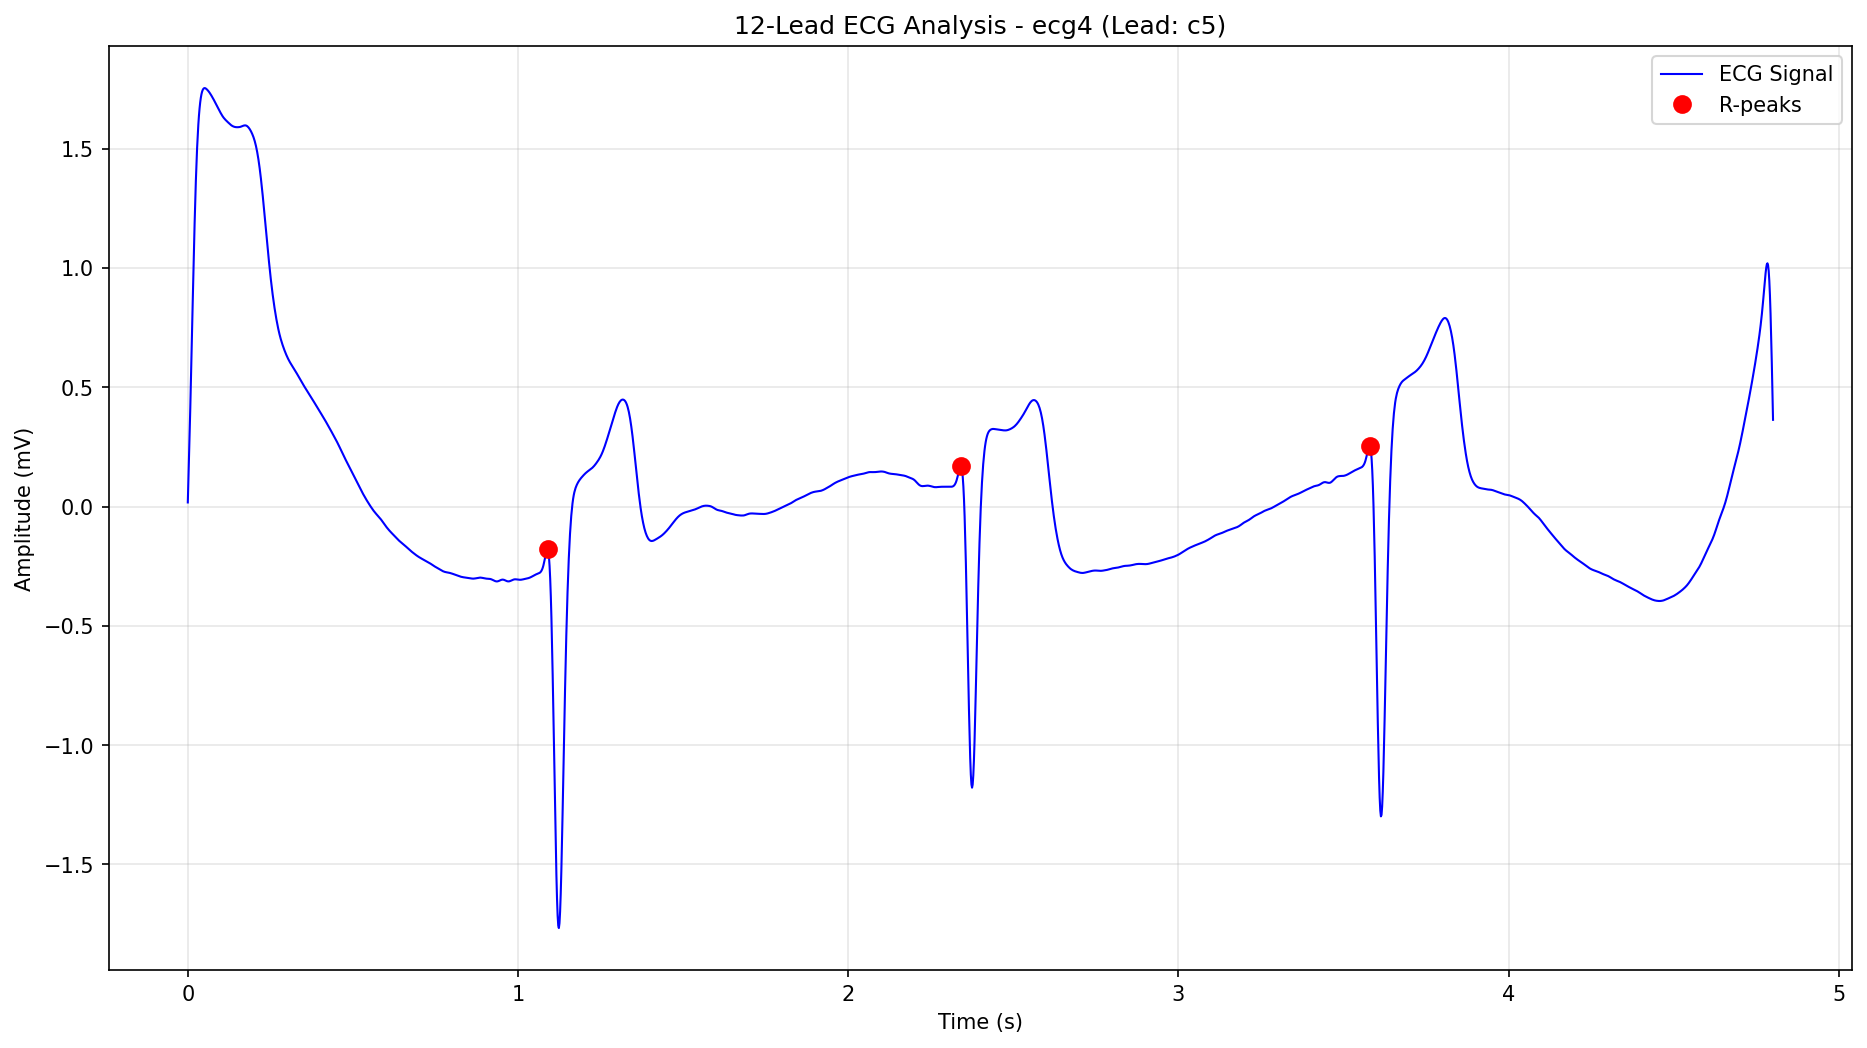 12-Lead ECG Analysis - ecg4 (Lead: c5)
ECG Signal
R-peaks
Amplitude (mV)
1.5
1.0
0.5
0.0
−0.5
−1.0
−1.5
0 1 2 3 4 5
Time (s)